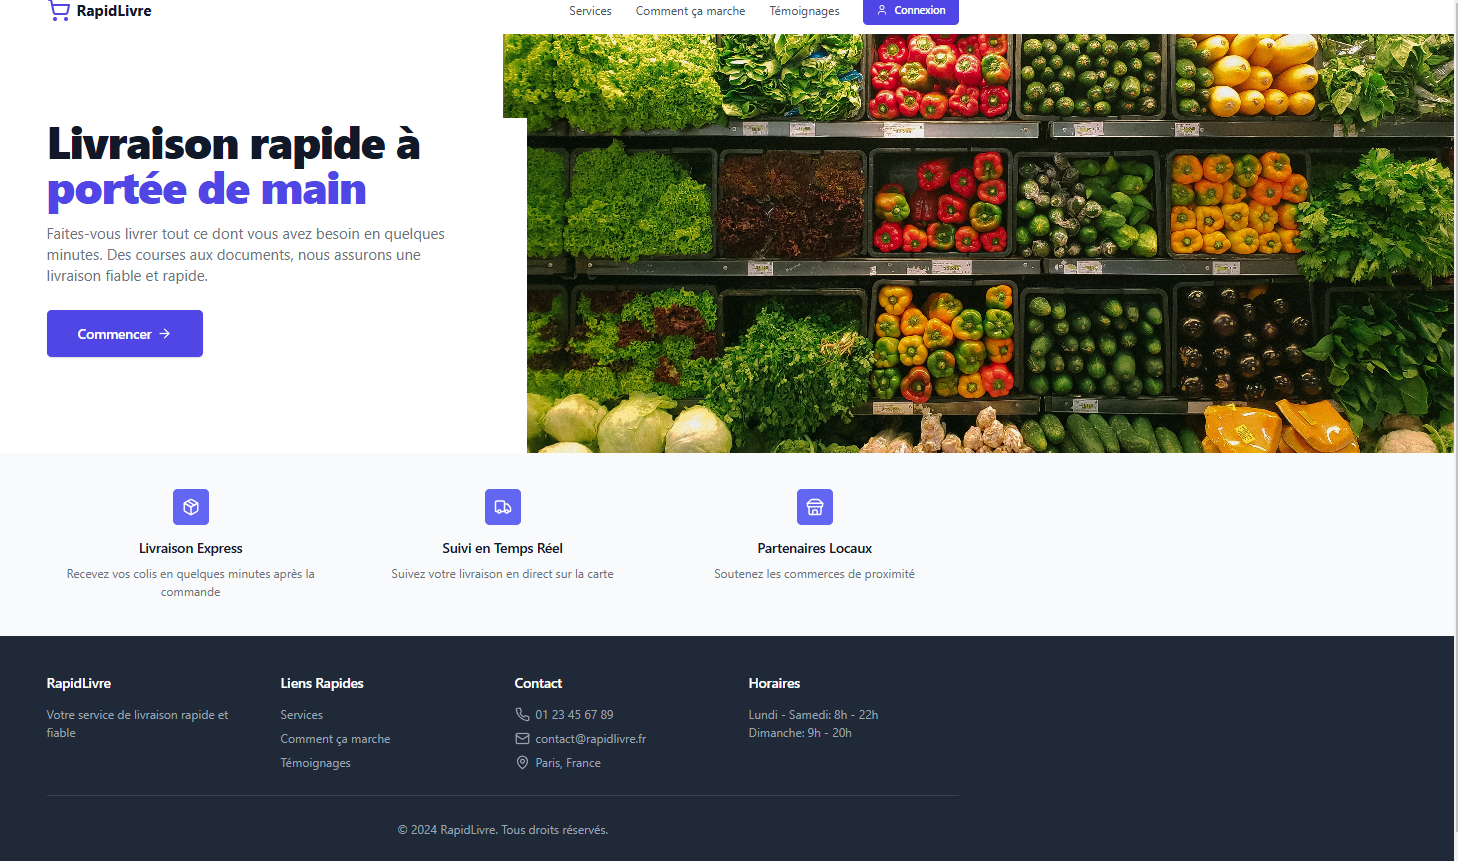 RapidLivre
Services
Comment ça marche
Témoignages
Connexion
Livraison rapide à
portée de main
Faites-vous livrer tout ce dont vous avez besoin en quelques
minutes. Des courses aux documents, nous assurons une
livraison fiable et rapide.
Commencer →
Livraison Express
Recevez vos colis en quelques minutes après la
commande
Suivi en Temps Réel
Suivez votre livraison en direct sur la carte
Partenaires Locaux
Soutenez les commerces de proximité
RapidLivre
Votre service de livraison rapide et
fiable
Liens Rapides
Services
Comment ça marche
Témoignages
Contact
01 23 45 67 89
contact@rapidlivre.fr
Paris, France
Horaires
Lundi - Samedi: 8h - 22h
Dimanche: 9h - 20h
© 2024 RapidLivre. Tous droits réservés.